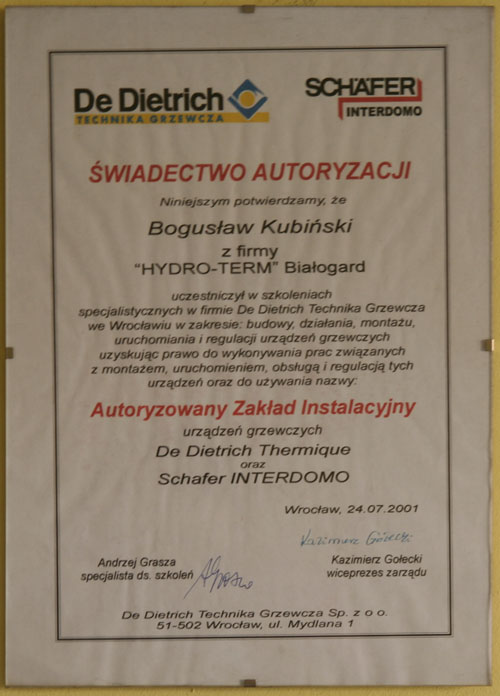 De Dietrich
TECHNIKA GRZEWCZA
SCHÄFER
INTERDOMO
ŚWIADECTWO AUTORYZACJI
Niniejszym potwierdzamy, że
Bogusław Kubiński
z firmy
"HYDRO-TERM" Białogard
uczestniczył w szkoleniach
specjalistycznych w firmie De Dietrich Technika Grzewcza
we Wrocławiu w zakresie: budowy, działania, montażu,
uruchomiania i regulacji urządzeń grzewczych
uzyskując prawo do wykonywania prac związanych
z montażem, uruchomieniem, obsługą i regulacją tych
urządzeń oraz do używania nazwy:
Autoryzowany Zakład Instalacyjny
urządzeń grzewczych
De Dietrich Thermique
oraz
Schafer INTERDOMO
Wrocław, 24.07.2001
Kazimierz
Andrzej Grasza
specjalista ds. szkoleń
Kazimierz Gołecki
wiceprezes zarządu
De Dietrich Technika Grzewcza Sp. z o o.
51-502 Wrocław, ul. Mydlana 1